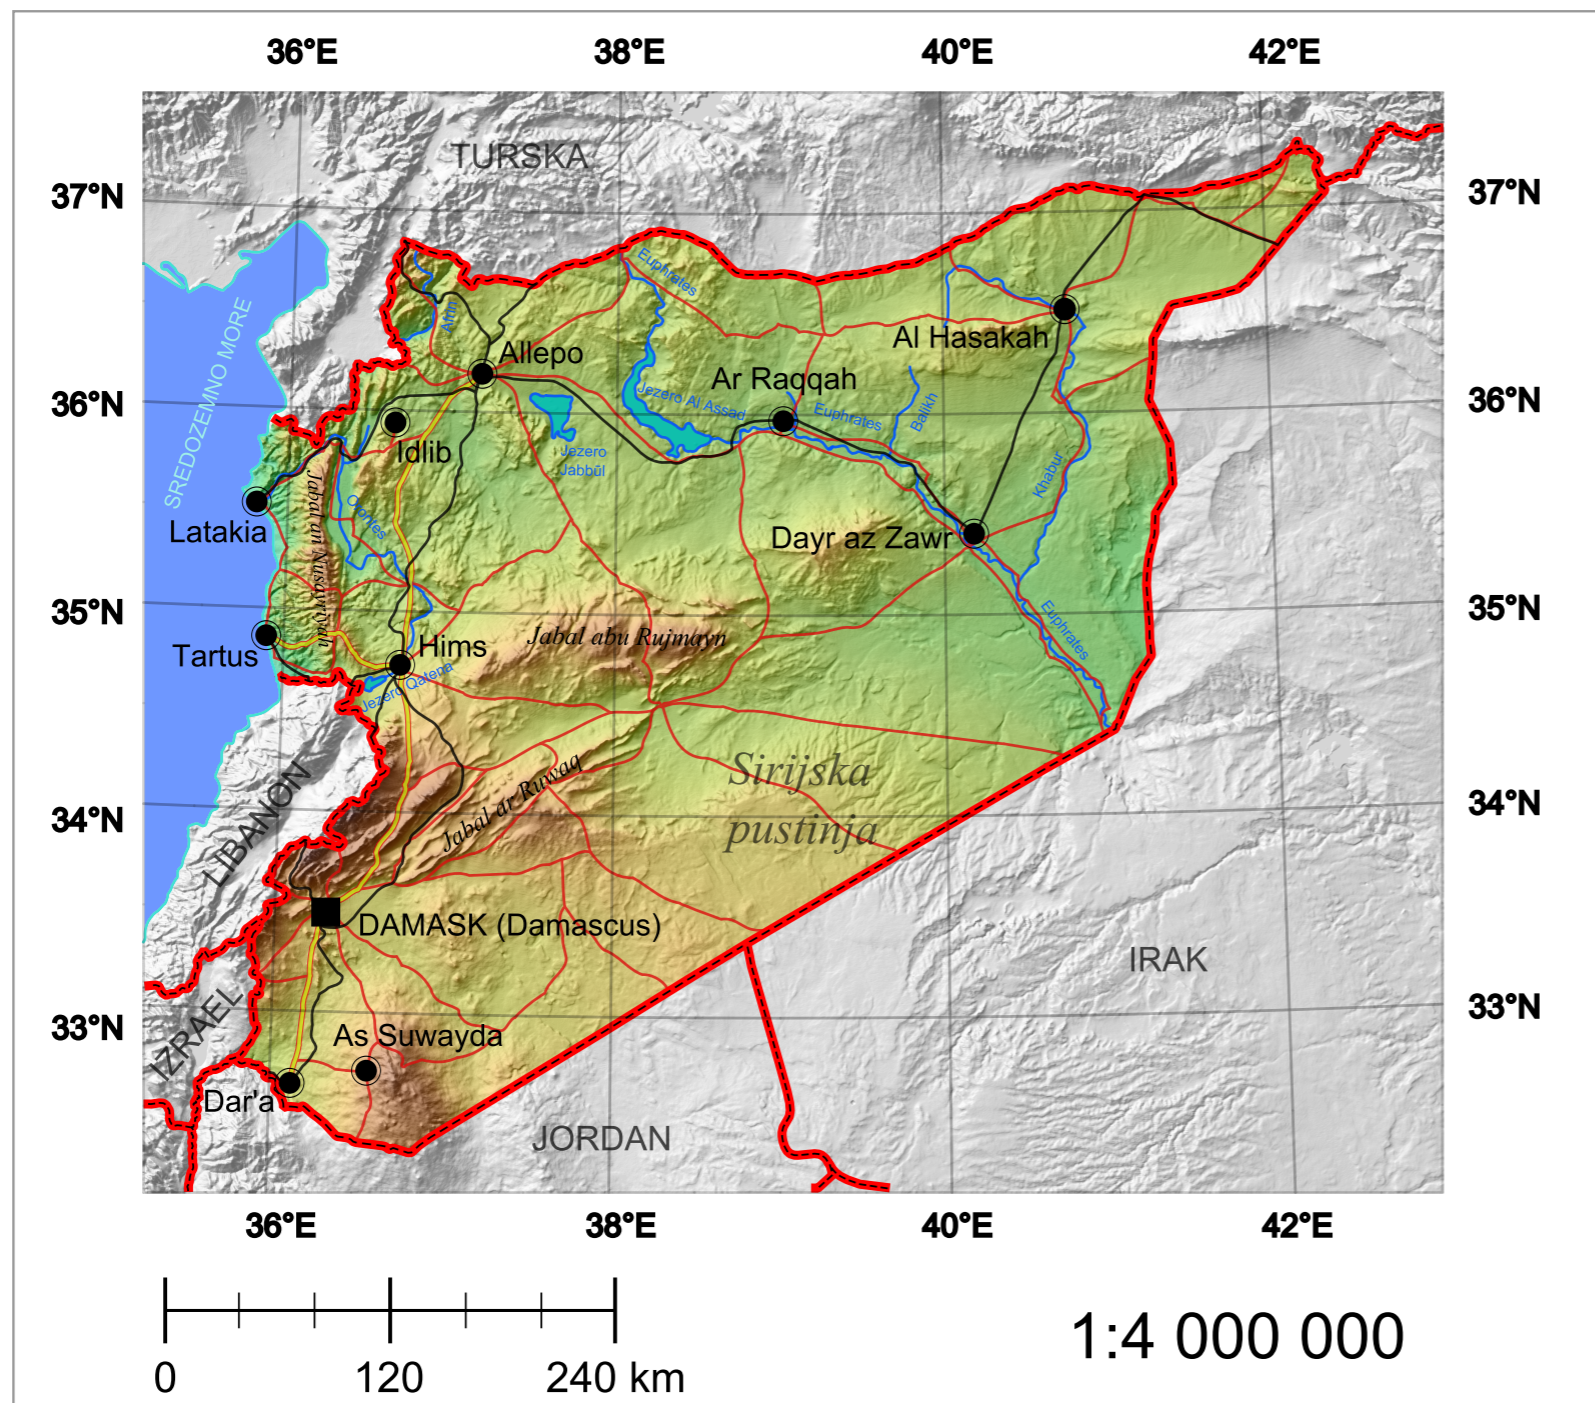 36°E 38°E 40°E 42°E
TURSKA
37°N 37°N
Euphrates
Afrin
SREDOZEMNO MORE
Al Hasakah
Allepo
Ar Raqqah
36°N 36°N
Jezero Al Assad
Euphrates
Balikh
Idlib
Jezero
Jabbūl
Khabur
Latakia
Jabal an Nusayriyah
Orontes
Dayr az Zawr
35°N 35°N
Euphrates
Tartus
Hims
Jabal abu Rujmayn
Jezero Qatena
Sirijska
pustinja
Jabal ar Ruwaq
34°N 34°N
LIBANON
DAMASK (Damascus)
IRAK
IZRAEL
33°N 33°N
As Suwayda
Dar'a
JORDAN
36°E 38°E 40°E 42°E
0 120 240 km
1:4 000 000